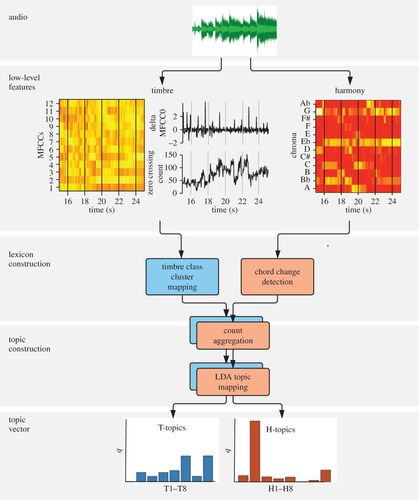 audio
low-level
features
timbre
harmony
MFCCs
12
11
10
9
8
7
6
5
4
3
2
1
16 18 20 22 24
time (s)
delta
MFCC0
2
0
−2
zero crossing
count
150
100
50
0
16 18 20 22 24
time (s)
chroma
Ab
G
F#
F
E
Eb
D
C#
C
B
Bb
A
16 18 20 22 24
time (s)
lexicon
construction
timbre class
cluster
mapping
chord change
detection
topic
construction
count
aggregation
LDA topic
mapping
topic
vector
q
T-topics
T1–T8
q
H-topics
H1–H8